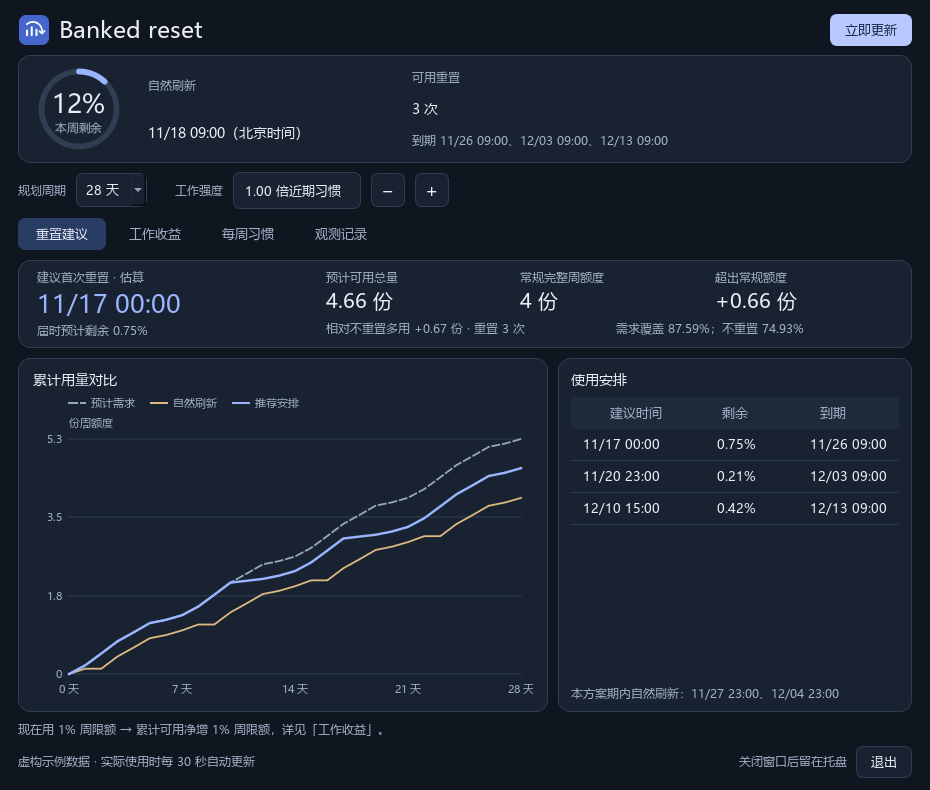 Banked reset
立即更新
12%
本周剩余
自然刷新
11/18 09:00（北京时间）
可用重置
3 次
到期 11/26 09:00、12/03 09:00、12/13 09:00
规划周期
28 天
工作强度
1.00 倍近期习惯
−
+
重置建议
工作收益
每周习惯
观测记录
建议首次重置 · 估算
11/17 00:00
届时预计剩余 0.75%
预计可用总量
4.66 份
常规完整周额度
4 份
超出常规额度
+0.66 份
相对不重置多用 +0.67 份 · 重置 3 次
需求覆盖 87.59%；不重置 74.93%
累计用量对比
预计需求 自然刷新 推荐安排
份周额度
5.3
3.5
1.8
0
0 天 7 天 14 天 21 天 28 天
使用安排
建议时间 剩余 到期
11/17 00:00 0.75% 11/26 09:00
11/20 23:00 0.21% 12/03 09:00
12/10 15:00 0.42% 12/13 09:00
本方案期内自然刷新：11/27 23:00、12/04 23:00
现在用 1% 周限额 → 累计可用净增 1% 周限额，详见「工作收益」。
虚构示例数据 · 实际使用时每 30 秒自动更新
关闭窗口后留在托盘
退出